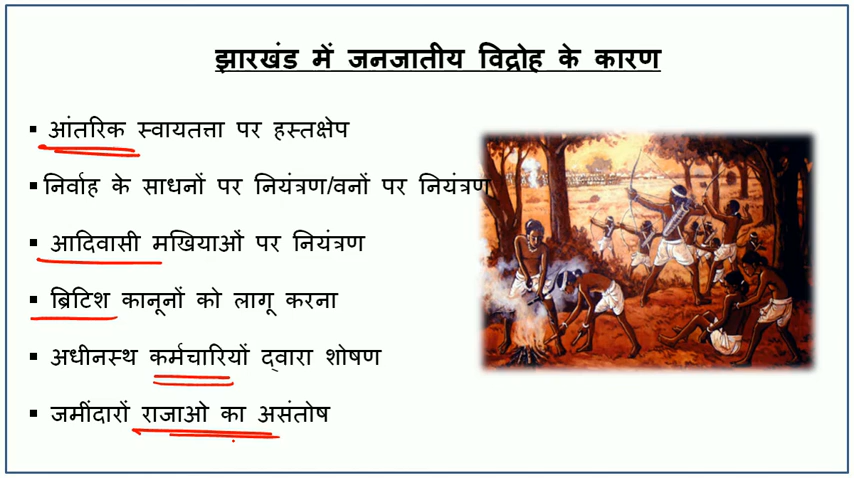 झारखंड में जनजातीय विद्रोह के कारण
▪ आंतरिक स्वायतत्ता पर हस्तक्षेप
▪ निर्वाह के साधनों पर नियंत्रण/वनों पर नियंत्रण
▪ आदिवासी मखियाओं पर नियंत्रण
▪ ब्रिटिश कानूनों को लागू करना
▪ अधीनस्थ कर्मचारियों द्वारा शोषण
▪ जमींदारों राजाओ का असंतोष